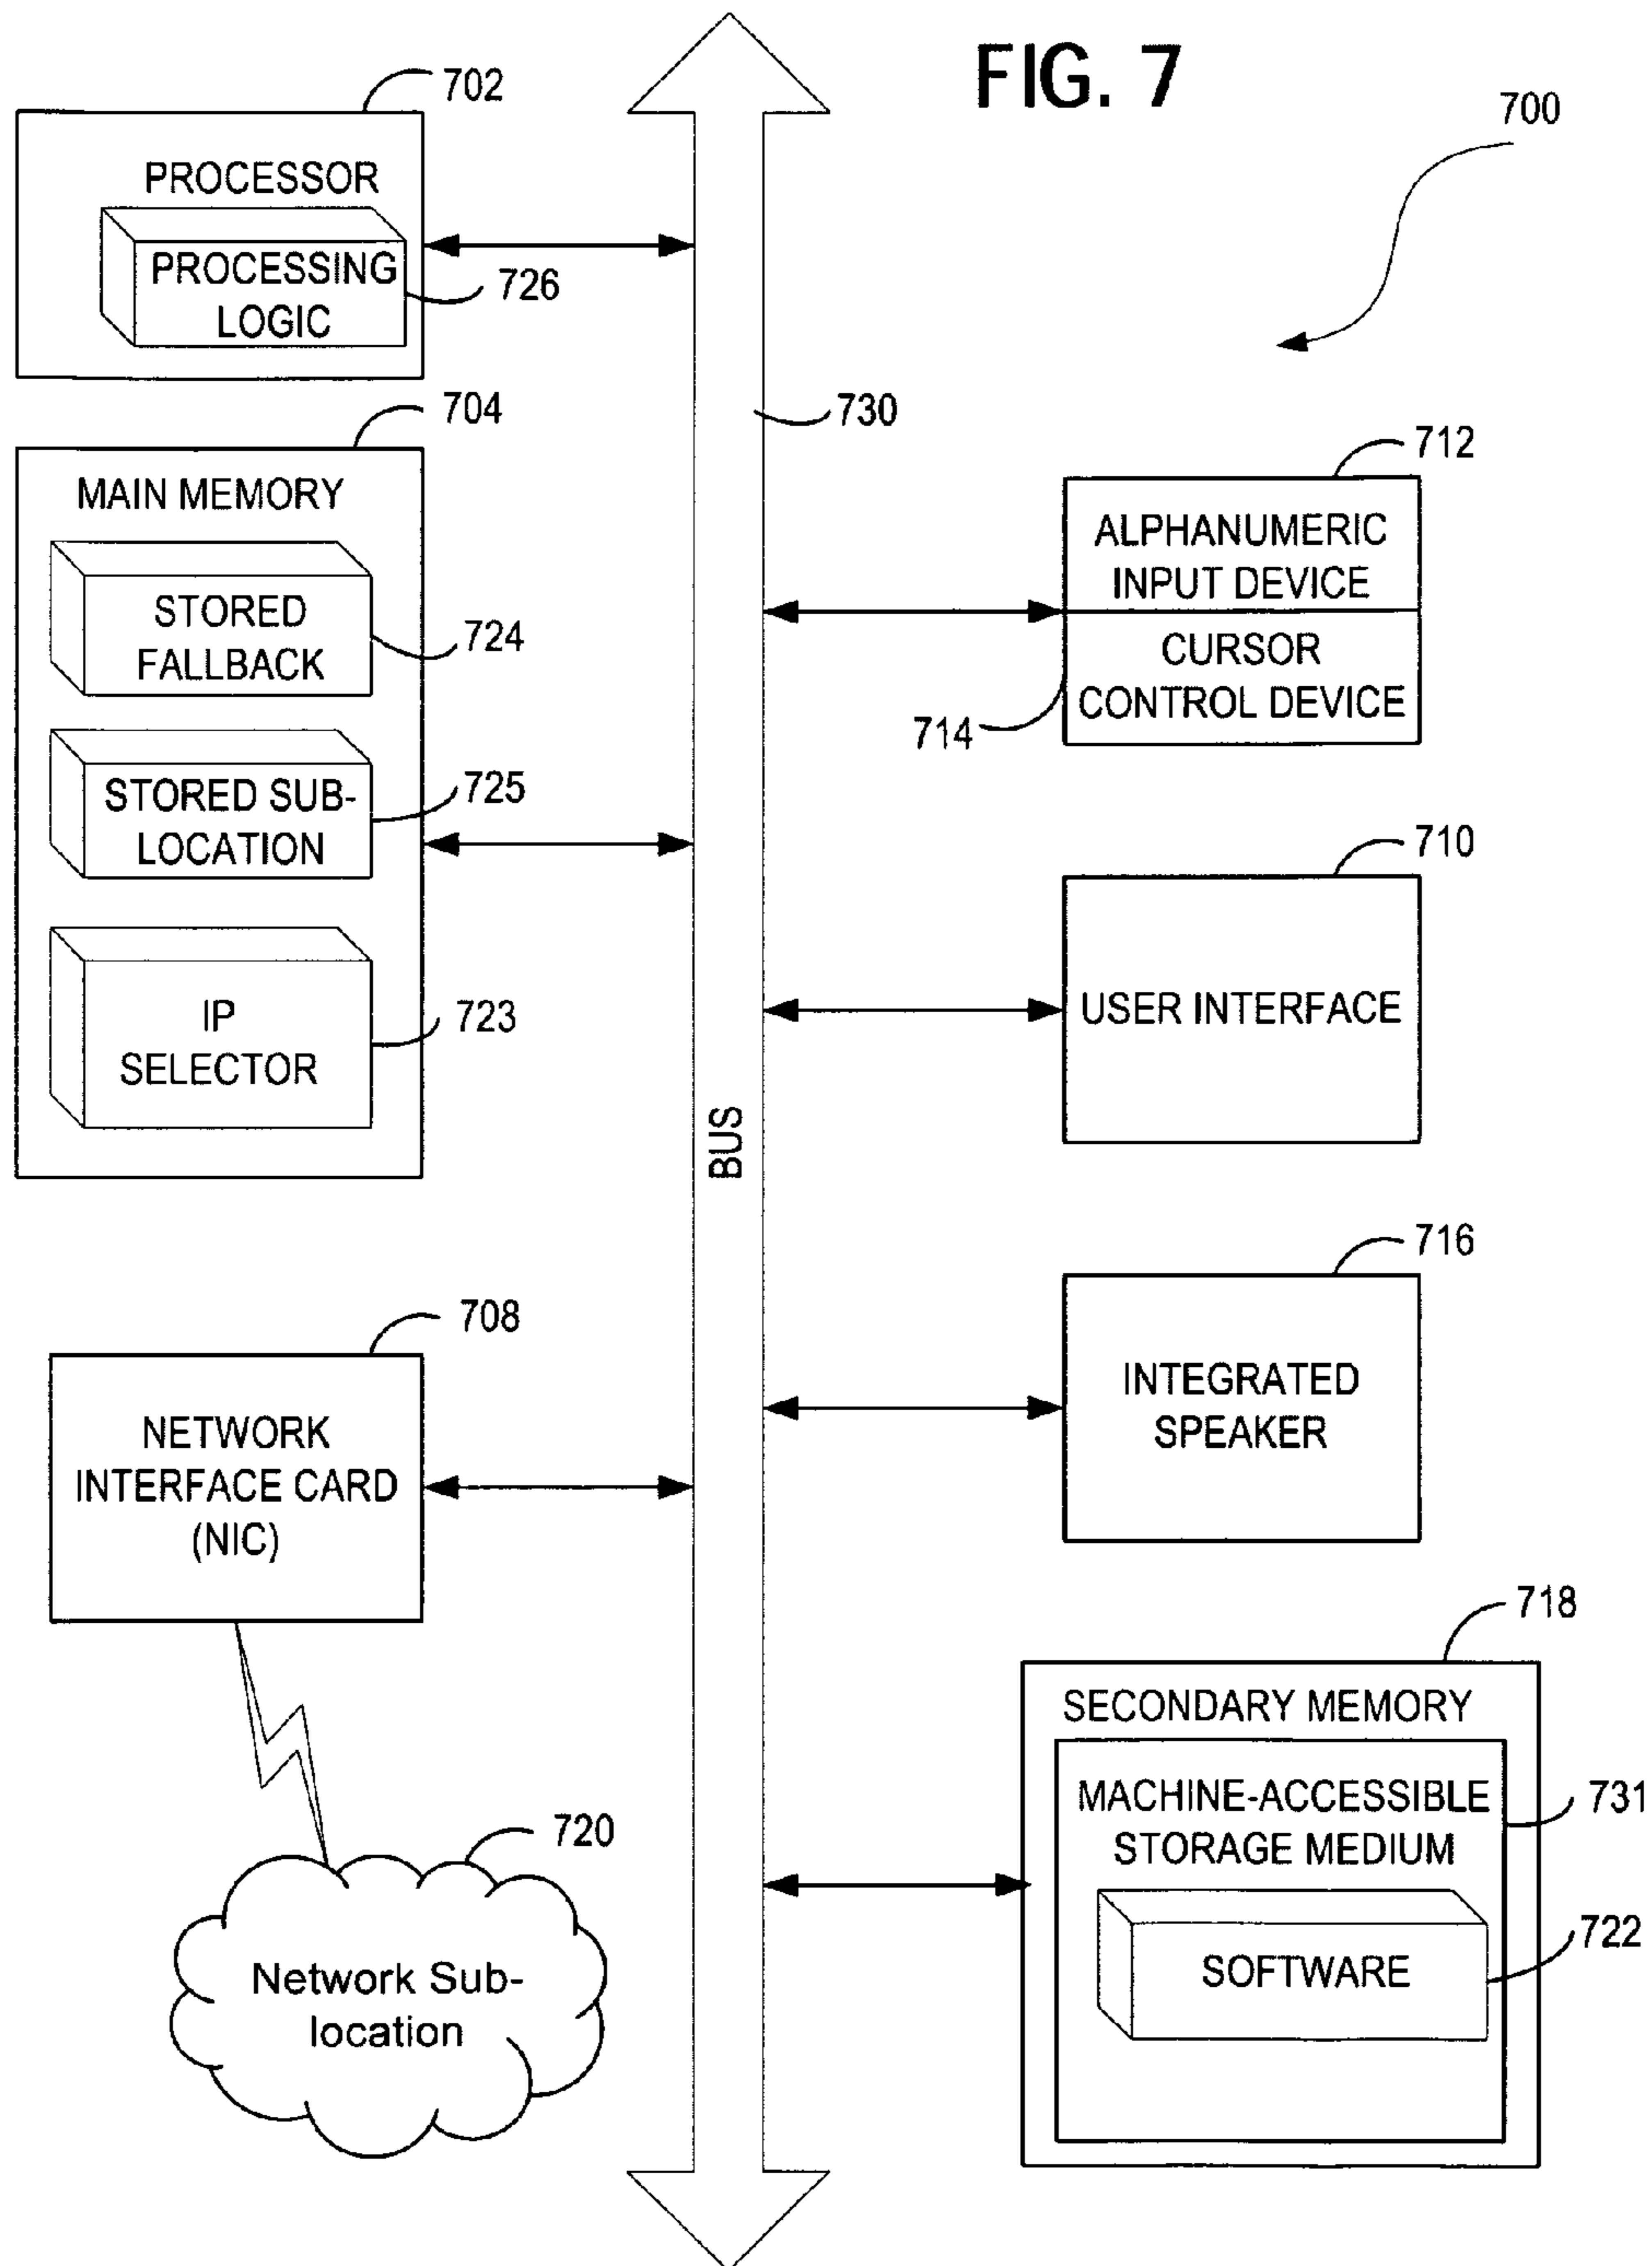 FIG. 7
700
702
PROCESSOR
PROCESSING
LOGIC
726
704
MAIN MEMORY
STORED
FALLBACK
724
STORED SUB-
LOCATION
725
IP
SELECTOR
723
708
NETWORK
INTERFACE CARD
(NIC)
720
Network Sub-
location
730
BUS
712
ALPHANUMERIC
INPUT DEVICE
CURSOR
CONTROL DEVICE
714
710
USER INTERFACE
716
INTEGRATED
SPEAKER
718
SECONDARY MEMORY
MACHINE-ACCESSIBLE
STORAGE MEDIUM
731
SOFTWARE
722